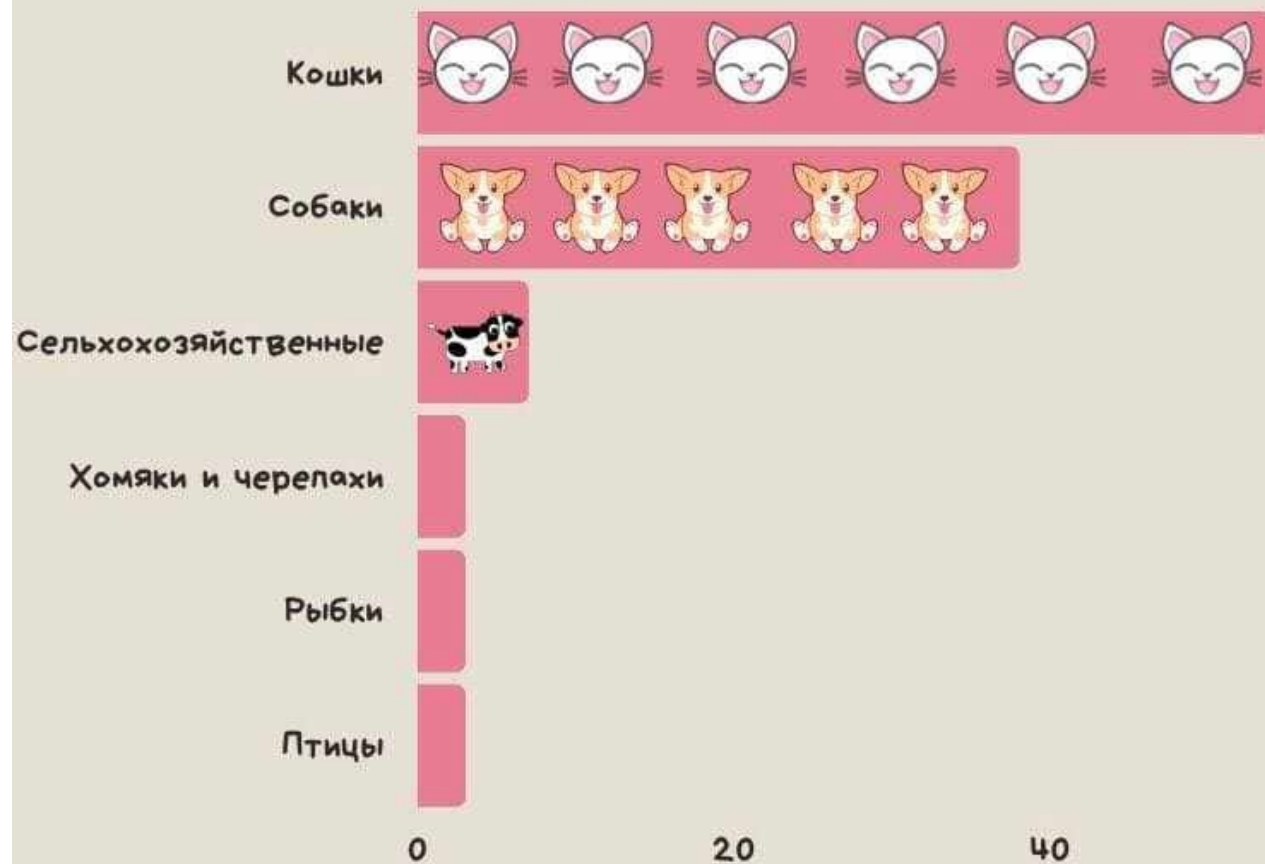 Кошки
Собаки
Сельхохозяйственные
Хомяки и черепахи
Рыбки
Птицы
0 20 40